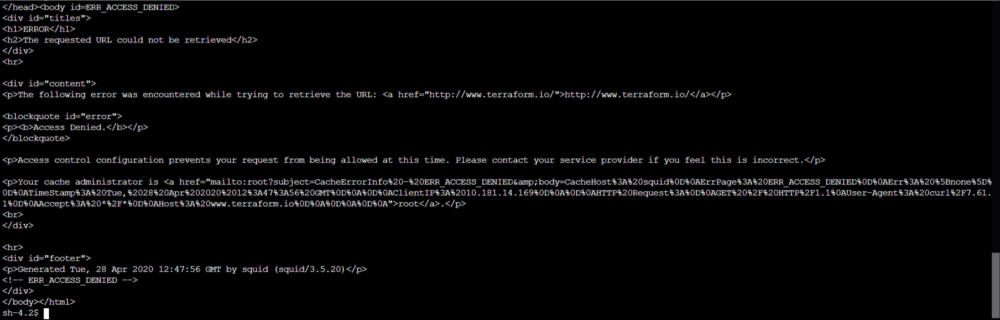 </head><body id=ERR_ACCESS_DENIED>
<div id="titles">
<h1>ERROR</h1>
<h2>The requested URL could not be retrieved</h2>
</div>
<hr>
<div id="content">
<p>The following error was encountered while trying to retrieve the URL: <a href="http://www.terraform.io/">http://www.terraform.io/</a></p>
<blockquote id="error">
<p><b>Access Denied.</b></p>
</blockquote>
<p>Access control configuration prevents your request from being allowed at this time. Please contact your service provider if you feel this is incorrect.</p>
<p>Your cache administrator is <a href="mailto:root?subject=CacheErrorInfo%20-%20ERR_ACCESS_DENIED&amp;body=CacheHost%3A%20squid%0D%0AErrPage%3A%20ERR_ACCESS_DENIED%0D%0AErr%3A%20%5Bnone%5D%
0D%0ATimeStamp%3A%20Tue,%2028%20Apr%202020%2012%3A47%3A56%20GMT%0D%0A%0D%0AClientIP%3A%2010.181.14.169%0D%0A%0D%0AHTTP%20Request%3A%0D%0AGET%20%2F%20HTTP%2F1.1%0AUser-Agent%3A%20curl%2F7.61.
1%0D%0AAccept%3A%20*%2F*%0D%0AHost%3A%20www.terraform.io%0D%0A%0D%0A%0D%0A">root</a>.</p>
<br>
</div>
<hr>
<div id="footer">
<p>Generated Tue, 28 Apr 2020 12:47:56 GMT by squid (squid/3.5.20)</p>
<!-- ERR_ACCESS_DENIED -->
</div>
</body></html>
sh-4.2$